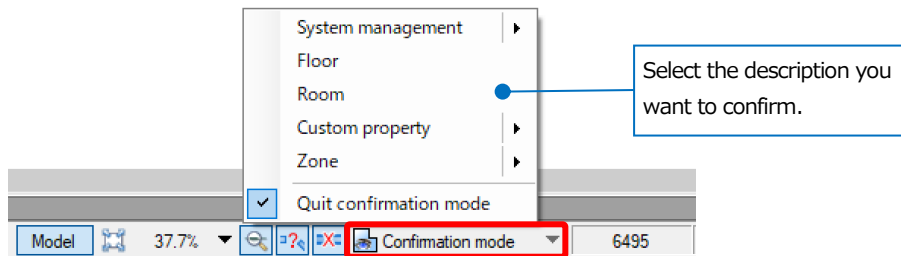 System management
Floor
Room
Custom property
Zone
Quit confirmation mode
Select the description you
want to confirm.
Model 37.7% Confirmation mode 6495